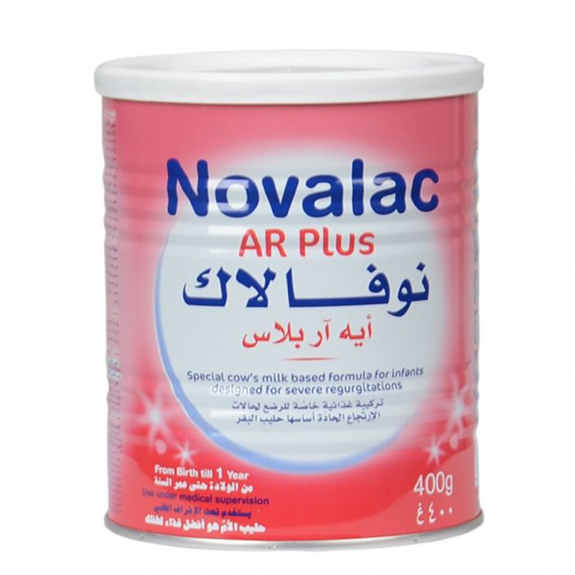 Novalac
AR Plus
نوفالاك
أيه آر بلاس
Special cow's milk based formula for infants
designed for severe regurgitations
تركيبة غذائية خاصة للرضع لحالات
الارتجاع الحادة أساسها حليب البقر
From Birth till 1 Year
من الولادة حتى عمر السنة
Use under medical supervision
يستخدم تحت الإشراف الطبي
حليب الأم هو أفضل غذاء لطفلك
400g
٤٠٠ غ